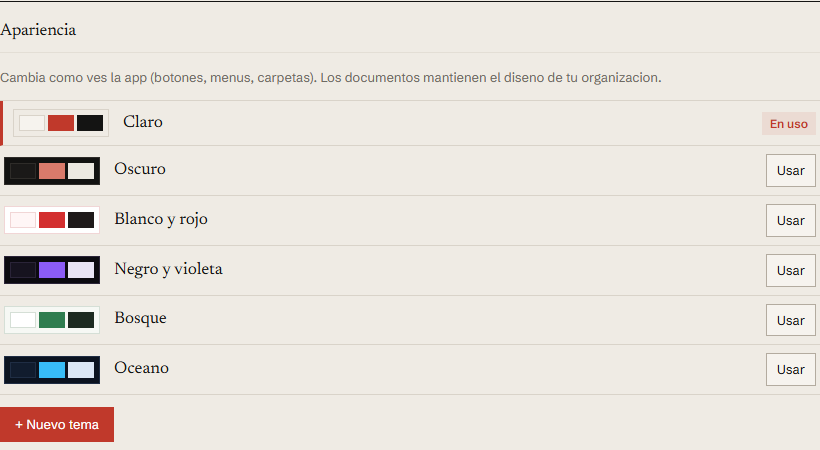 Apariencia
Cambia como ves la app (botones, menus, carpetas). Los documentos mantienen el diseno de tu organizacion.
Claro
En uso
Oscuro
Usar
Blanco y rojo
Usar
Negro y violeta
Usar
Bosque
Usar
Oceano
Usar
+ Nuevo tema